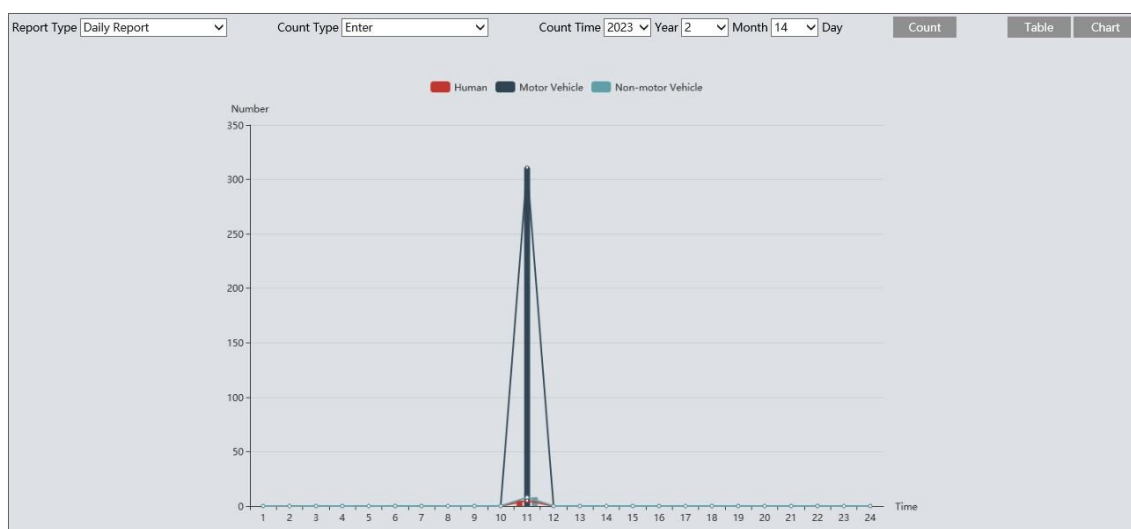 Report Type Daily Report Count Type Enter Count Time 2023 Year 2 Month 14 Day Count Table Chart
Human Motor Vehicle Non-motor Vehicle
Number
350
300
250
200
150
100
50
0
Time
1 2 3 4 5 6 7 8 9 10 11 12 13 14 15 16 17 18 19 20 21 22 23 24